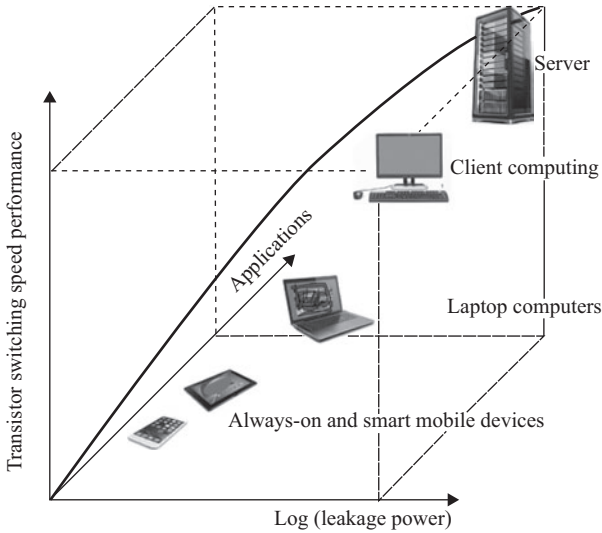 Server
Client computing
Applications
Laptop computers
Always-on and smart mobile devices
Transistor switching speed performance
Log (leakage power)